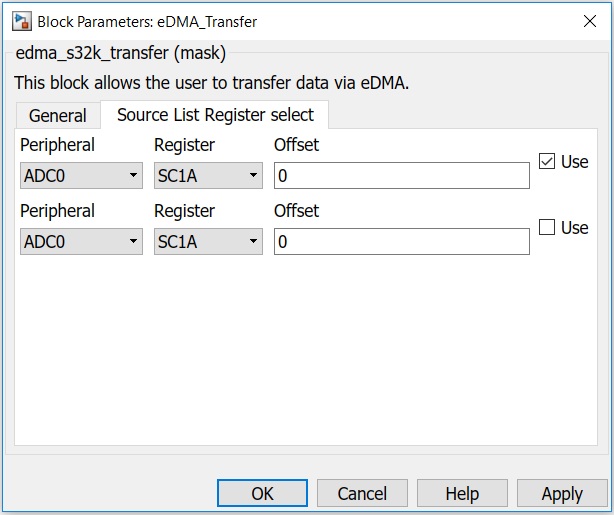 Block Parameters: eDMA_Transfer
edma_s32k_transfer (mask)
This block allows the user to transfer data via eDMA.
General Source List Register select
Peripheral Register Offset
ADC0 SC1A 0 Use
Peripheral Register Offset
ADC0 SC1A 0 Use
OK Cancel Help Apply